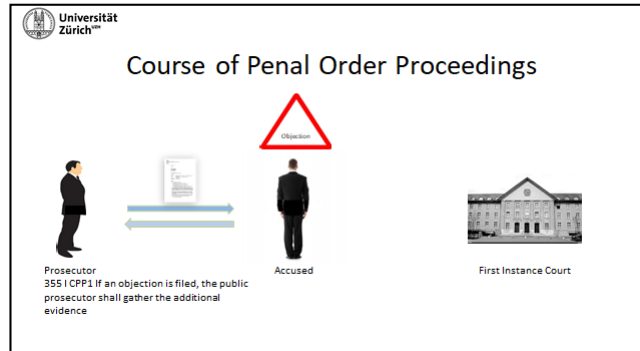 Universität
Zürich UZH
Course of Penal Order Proceedings
Objection
Prosecutor
355 I CPP1 If an objection is filed, the public
prosecutor shall gather the additional
evidence
Accused
First Instance Court